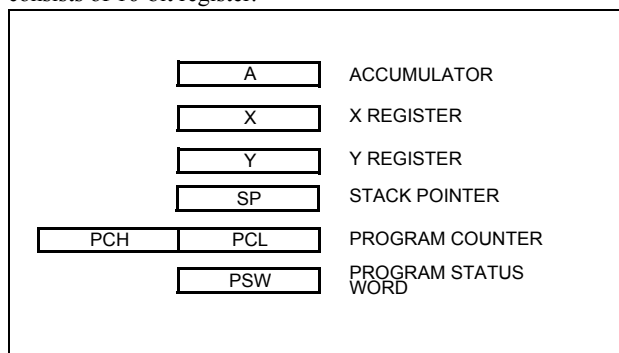 consists of 16-bit register.
A ACCUMULATOR
X X REGISTER
Y Y REGISTER
SP STACK POINTER
PCH PCL PROGRAM COUNTER
PSW PROGRAM STATUS
WORD